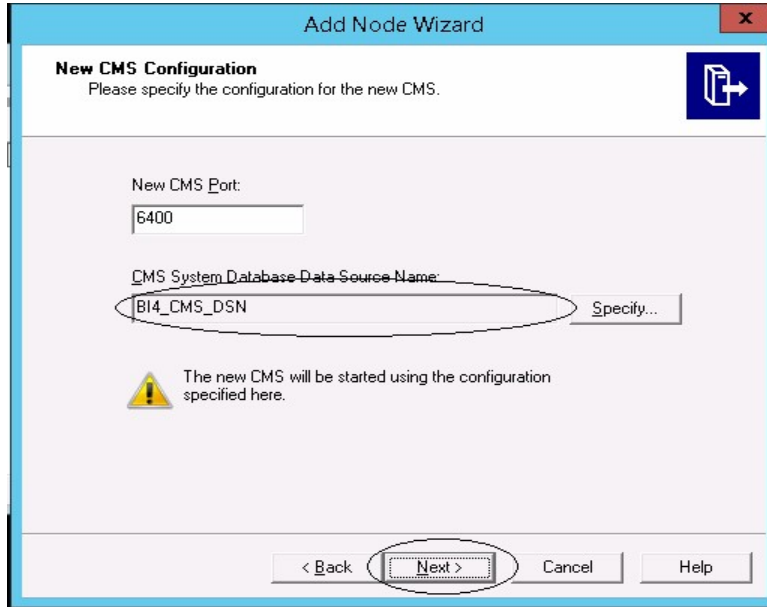 Add Node Wizard
x
New CMS Configuration
Please specify the configuration for the new CMS.
New CMS Port:
6400
CMS System Database Data Source Name:
BI4_CMS_DSN
Specify...
The new CMS will be started using the configuration
specified here.
< Back
Next >
Cancel
Help